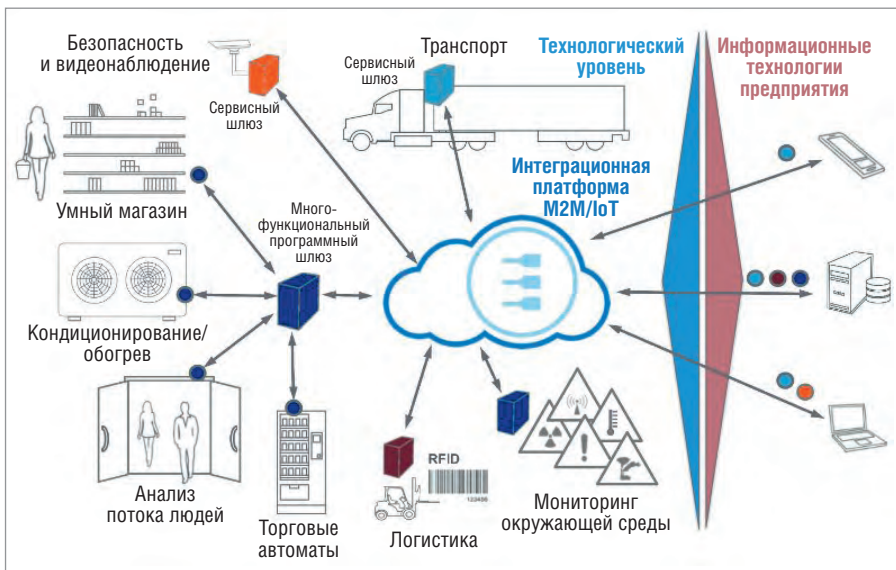 Безопасность
и видеонаблюдение
Сервисный
шлюз
Транспорт
Сервисный
шлюз
Технологический
уровень
Информационные
технологии
предприятия
Умный магазин
Много-
функциональный
программный
шлюз
Интеграционная
платформа
M2M/IoT
Кондиционирование/
обогрев
Анализ
потока людей
Торговые
автоматы
RFID
123456
Логистика
Мониторинг
окружающей среды